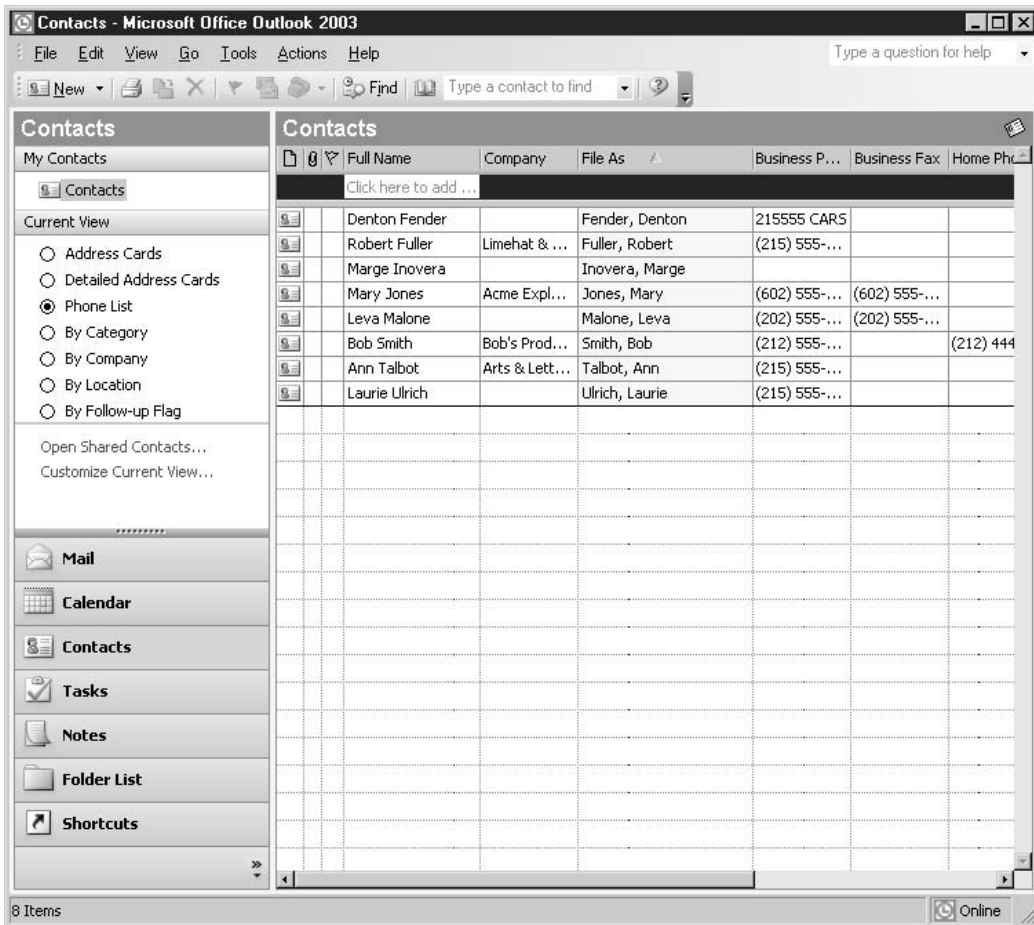 Contacts - Microsoft Office Outlook 2003
File Edit View Go Tools Actions Help Type a question for help
New Find Type a contact to find
Contacts
My Contacts
Contacts
Current View
Address Cards
Detailed Address Cards
Phone List
By Category
By Company
By Location
By Follow-up Flag
Open Shared Contacts...
Customize Current View...
Mail
Calendar
Contacts
Tasks
Notes
Folder List
Shortcuts
Contacts
Full Name Company File As Business P... Business Fax Home Pho
Click here to add ...
Denton Fender Fender, Denton 215555 CARS
Robert Fuller Limehat & ... Fuller, Robert (215) 555-...
Marge Inovera Inovera, Marge
Mary Jones Acme Expl... Jones, Mary (602) 555-... (602) 555-...
Leva Malone Malone, Leva (202) 555-... (202) 555-...
Bob Smith Bob's Prod... Smith, Bob (212) 555-... (212) 444
Ann Talbot Arts & Lett... Talbot, Ann (215) 555-...
Laurie Ulrich Ulrich, Laurie (215) 555-...
8 Items Online